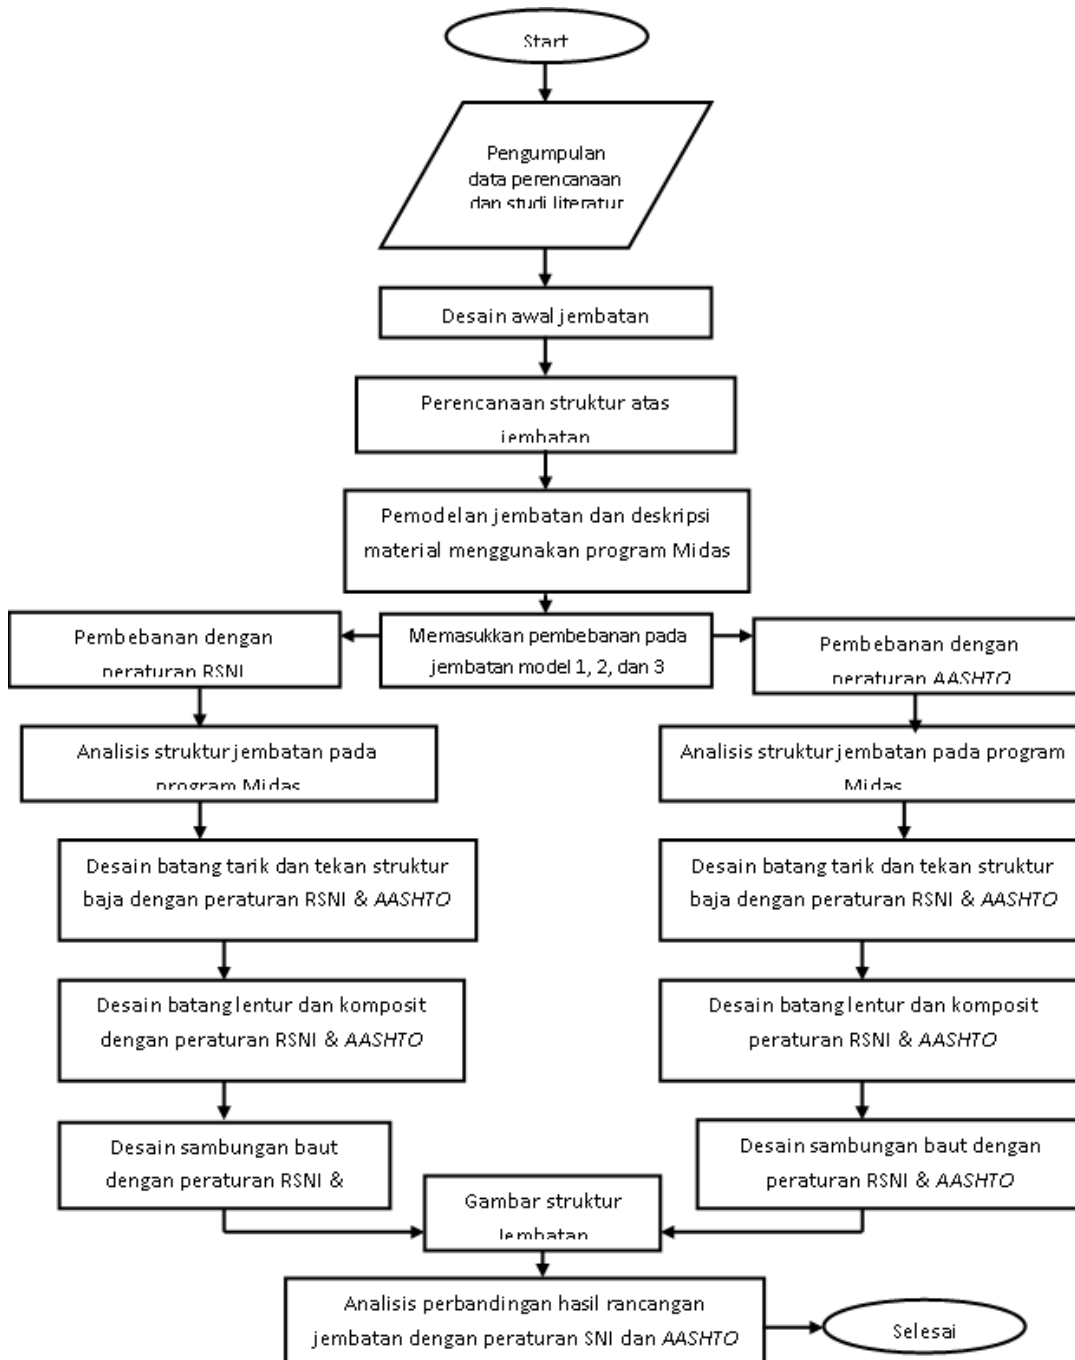 Start
Pengumpulan
data perencanaan
dan studi literatur
Desain awal jembatan
Perencanaan struktur atas
jembatan
Pemodelan jembatan dan deskripsi
material menggunakan program Midas
Memasukkan pembebanan pada
jembatan model 1, 2, dan 3
Pembebanan dengan
peraturan RSNI
Pembebanan dengan
peraturan AASHTO
Analisis struktur jembatan pada
program Midas
Analisis struktur jembatan pada program
Midas
Desain batang tarik dan tekan struktur
baja dengan peraturan RSNI & AASHTO
Desain batang tarik dan tekan struktur
baja dengan peraturan RSNI & AASHTO
Desain batang lentur dan komposit
dengan peraturan RSNI & AASHTO
Desain batang lentur dan komposit
peraturan RSNI & AASHTO
Desain sambungan baut
dengan peraturan RSNI &
Desain sambungan baut dengan
peraturan RSNI & AASHTO
Gambar struktur
Jembatan
Analisis perbandingan hasil rancangan
jembatan dengan peraturan SNI dan AASHTO
Selesai